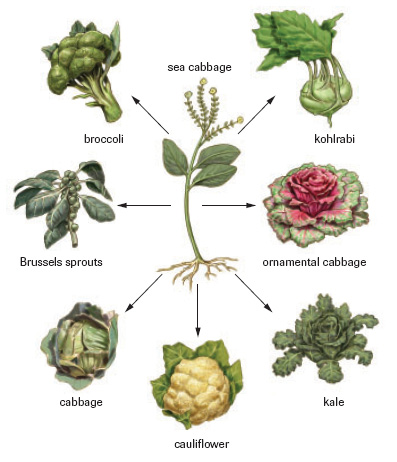 sea cabbage
broccoli
kohlrabi
Brussels sprouts
ornamental cabbage
cabbage
kale
cauliflower